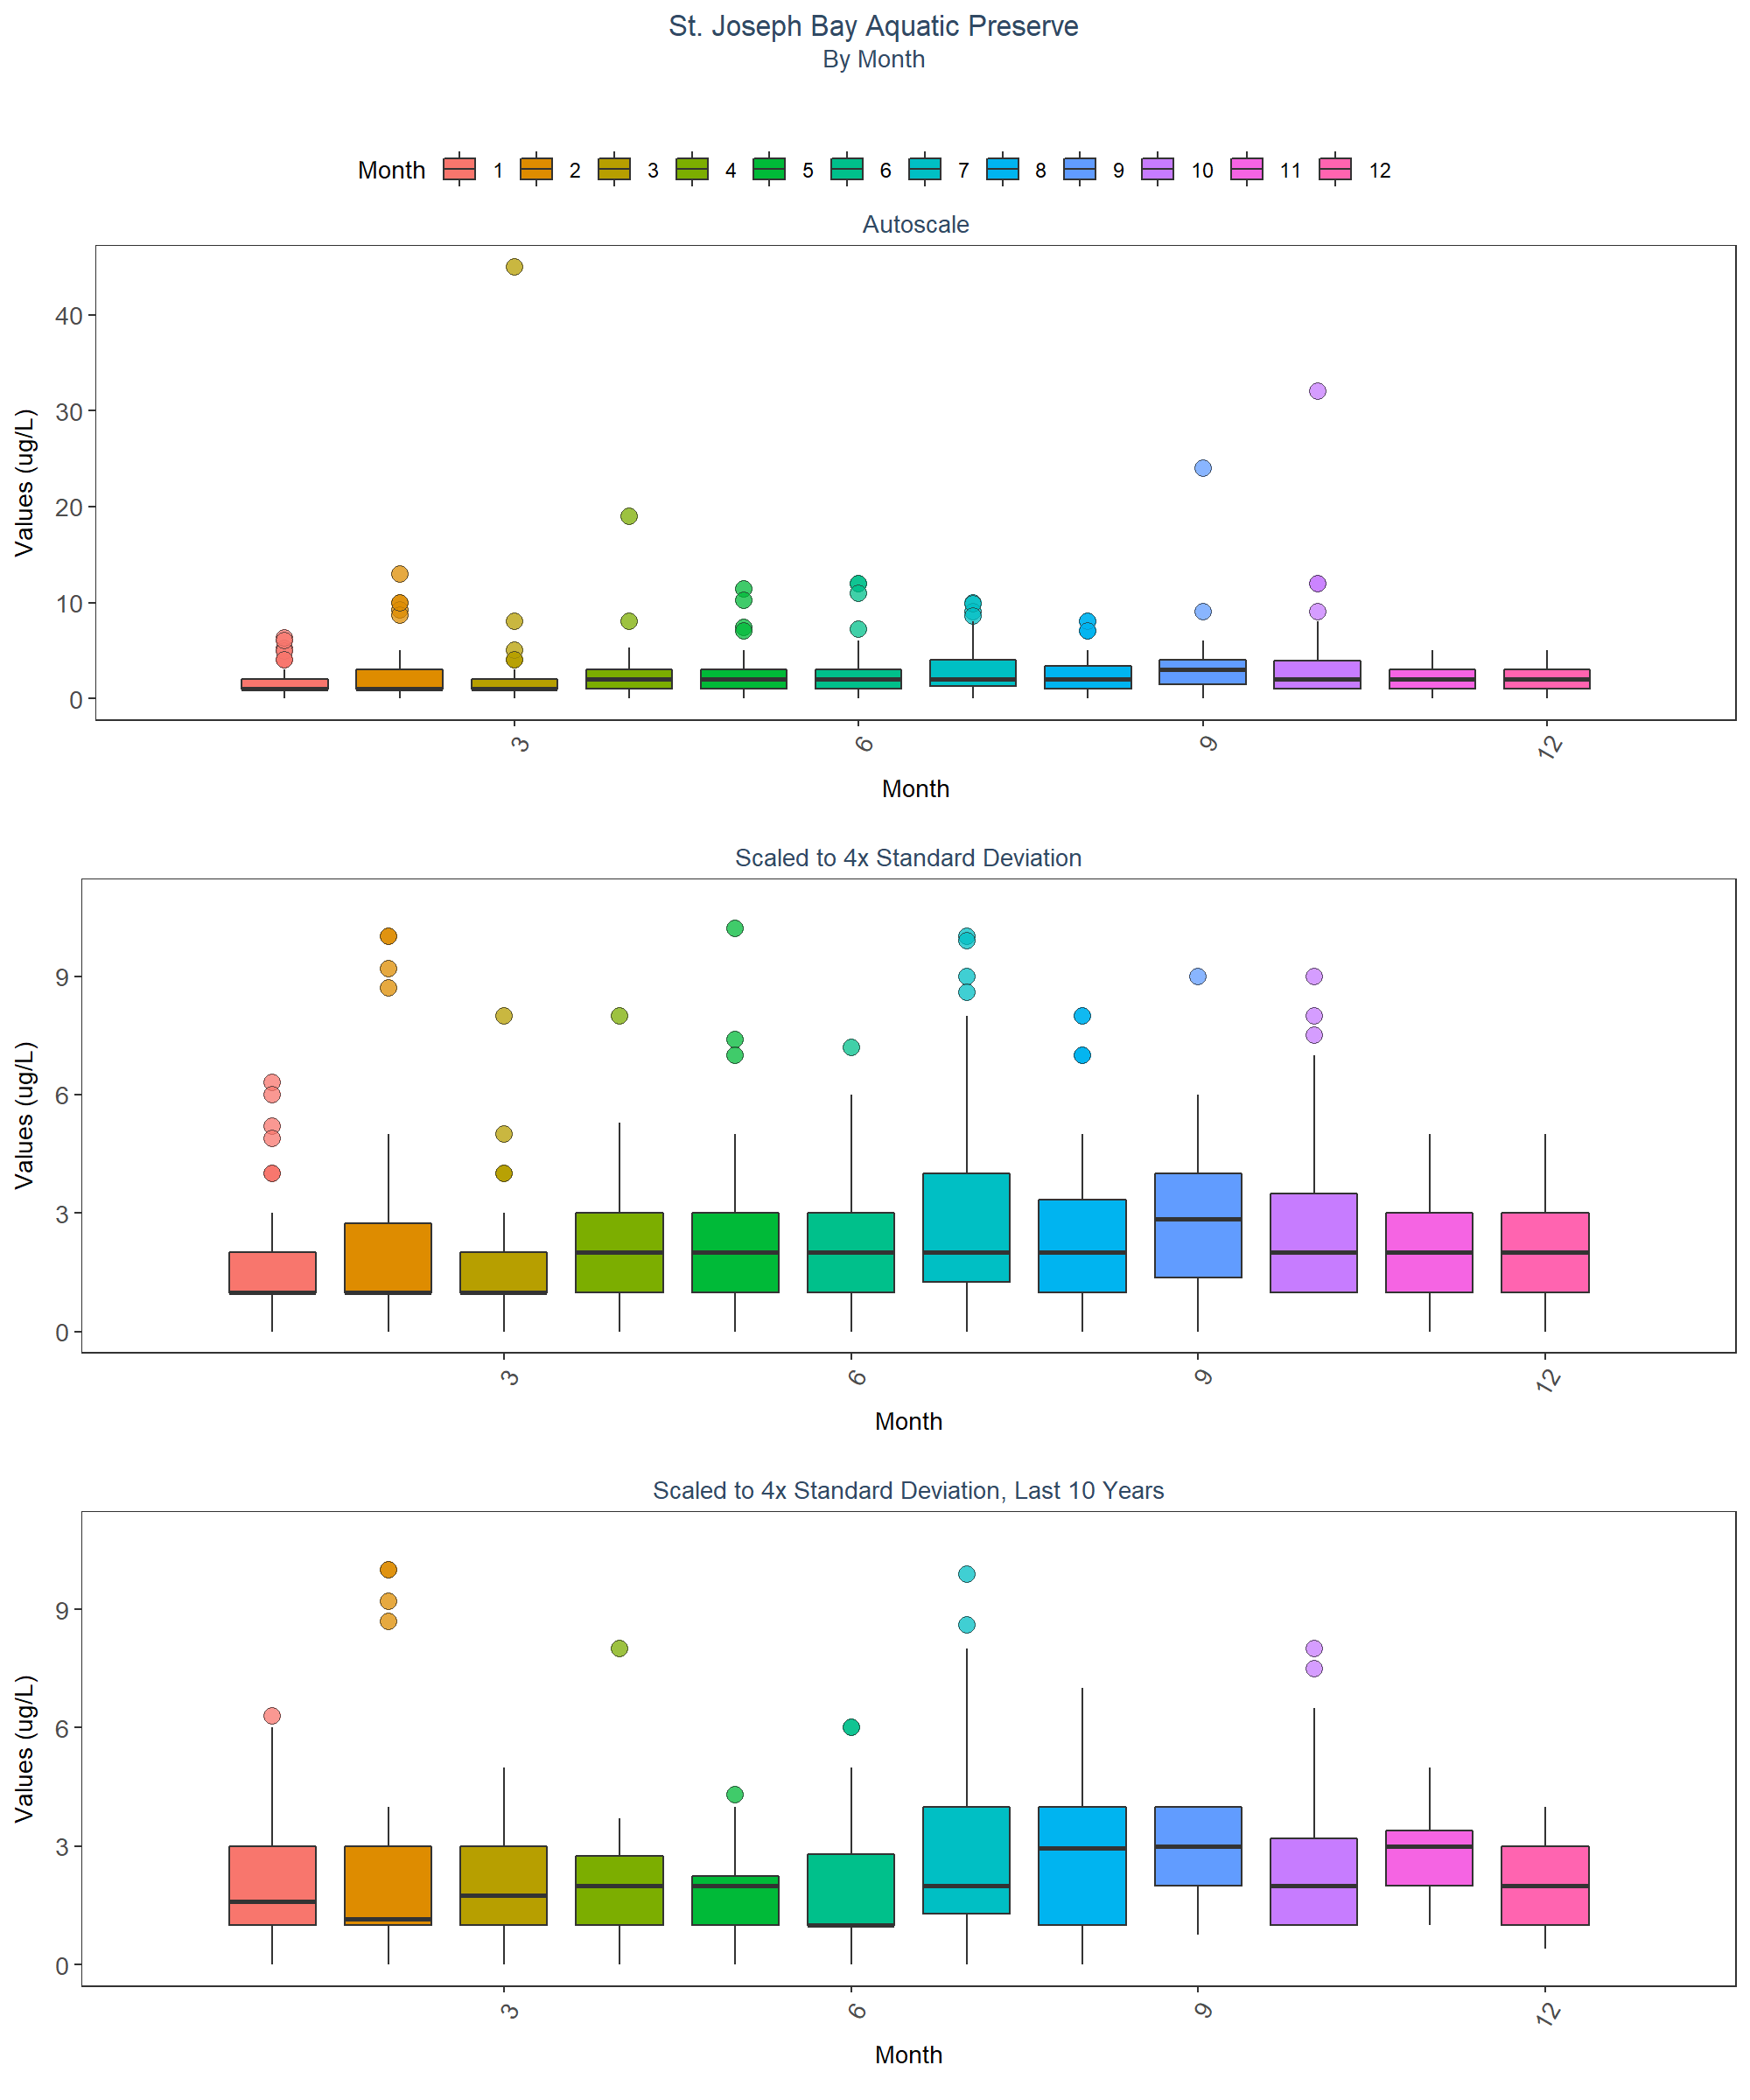 St. Joseph Bay Aquatic Preserve
By Month
Month 1 2 3 4 5 6 7 8 9 10 11 12
Autoscale
Values (ug/L)
40
30
20
10
0
3 6 9 12
Month
Scaled to 4x Standard Deviation
Values (ug/L)
9
6
3
0
3 6 9 12
Month
Scaled to 4x Standard Deviation, Last 10 Years
Values (ug/L)
9
6
3
0
3 6 9 12
Month